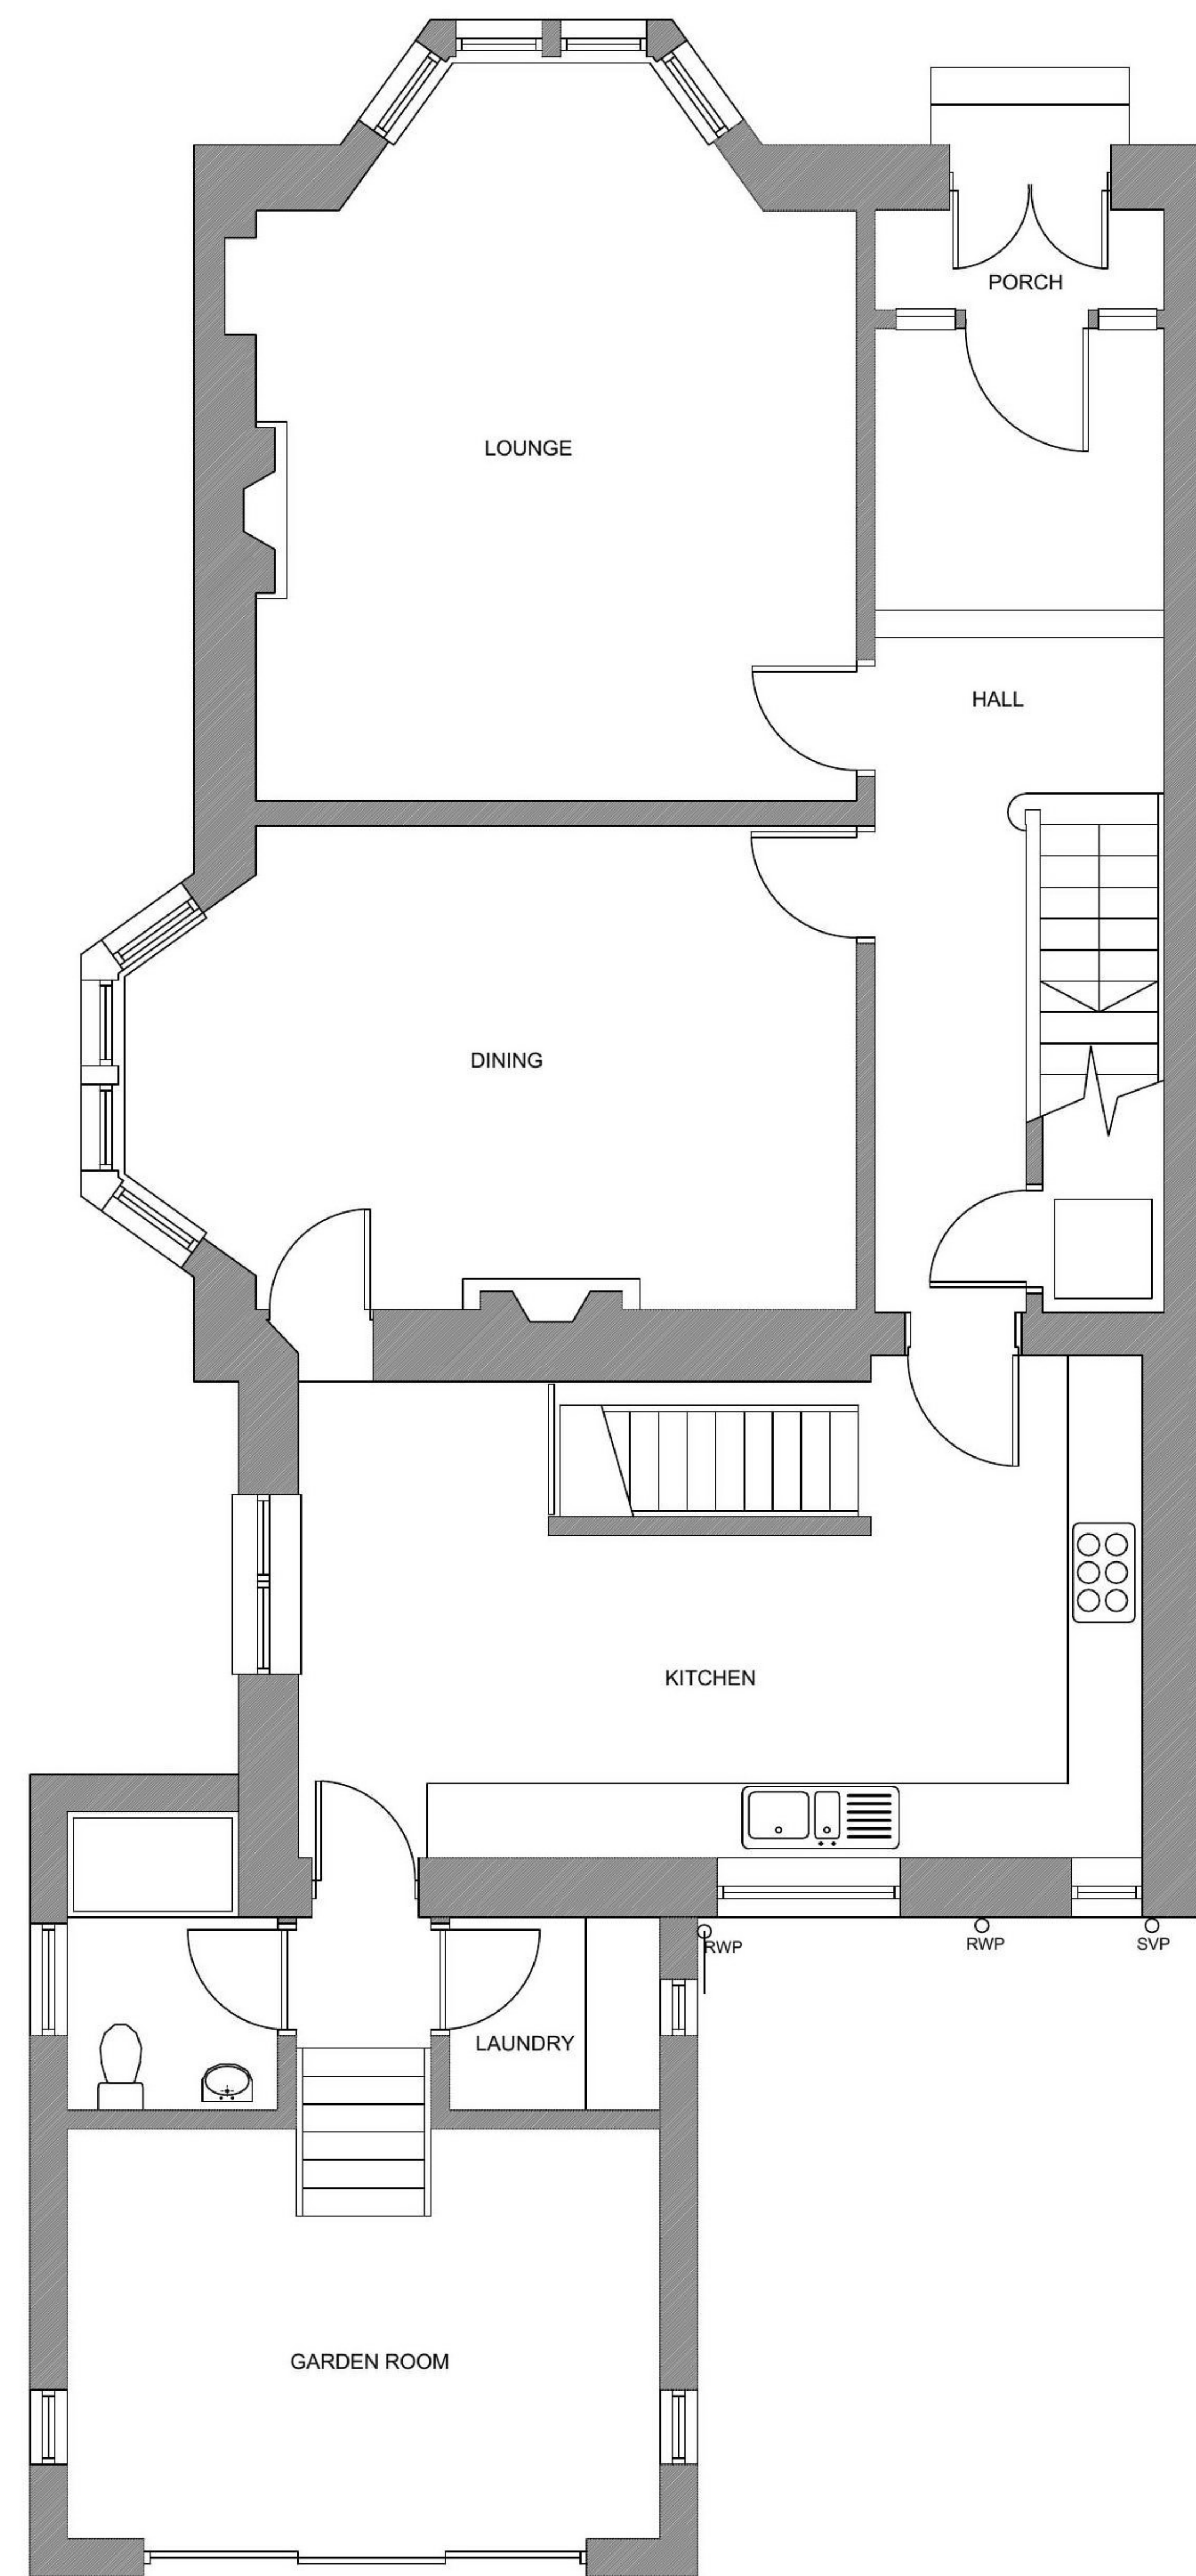 PORCH
LOUNGE
HALL
DINING
KITCHEN
RWP
RWP
SVP
LAUNDRY
GARDEN ROOM